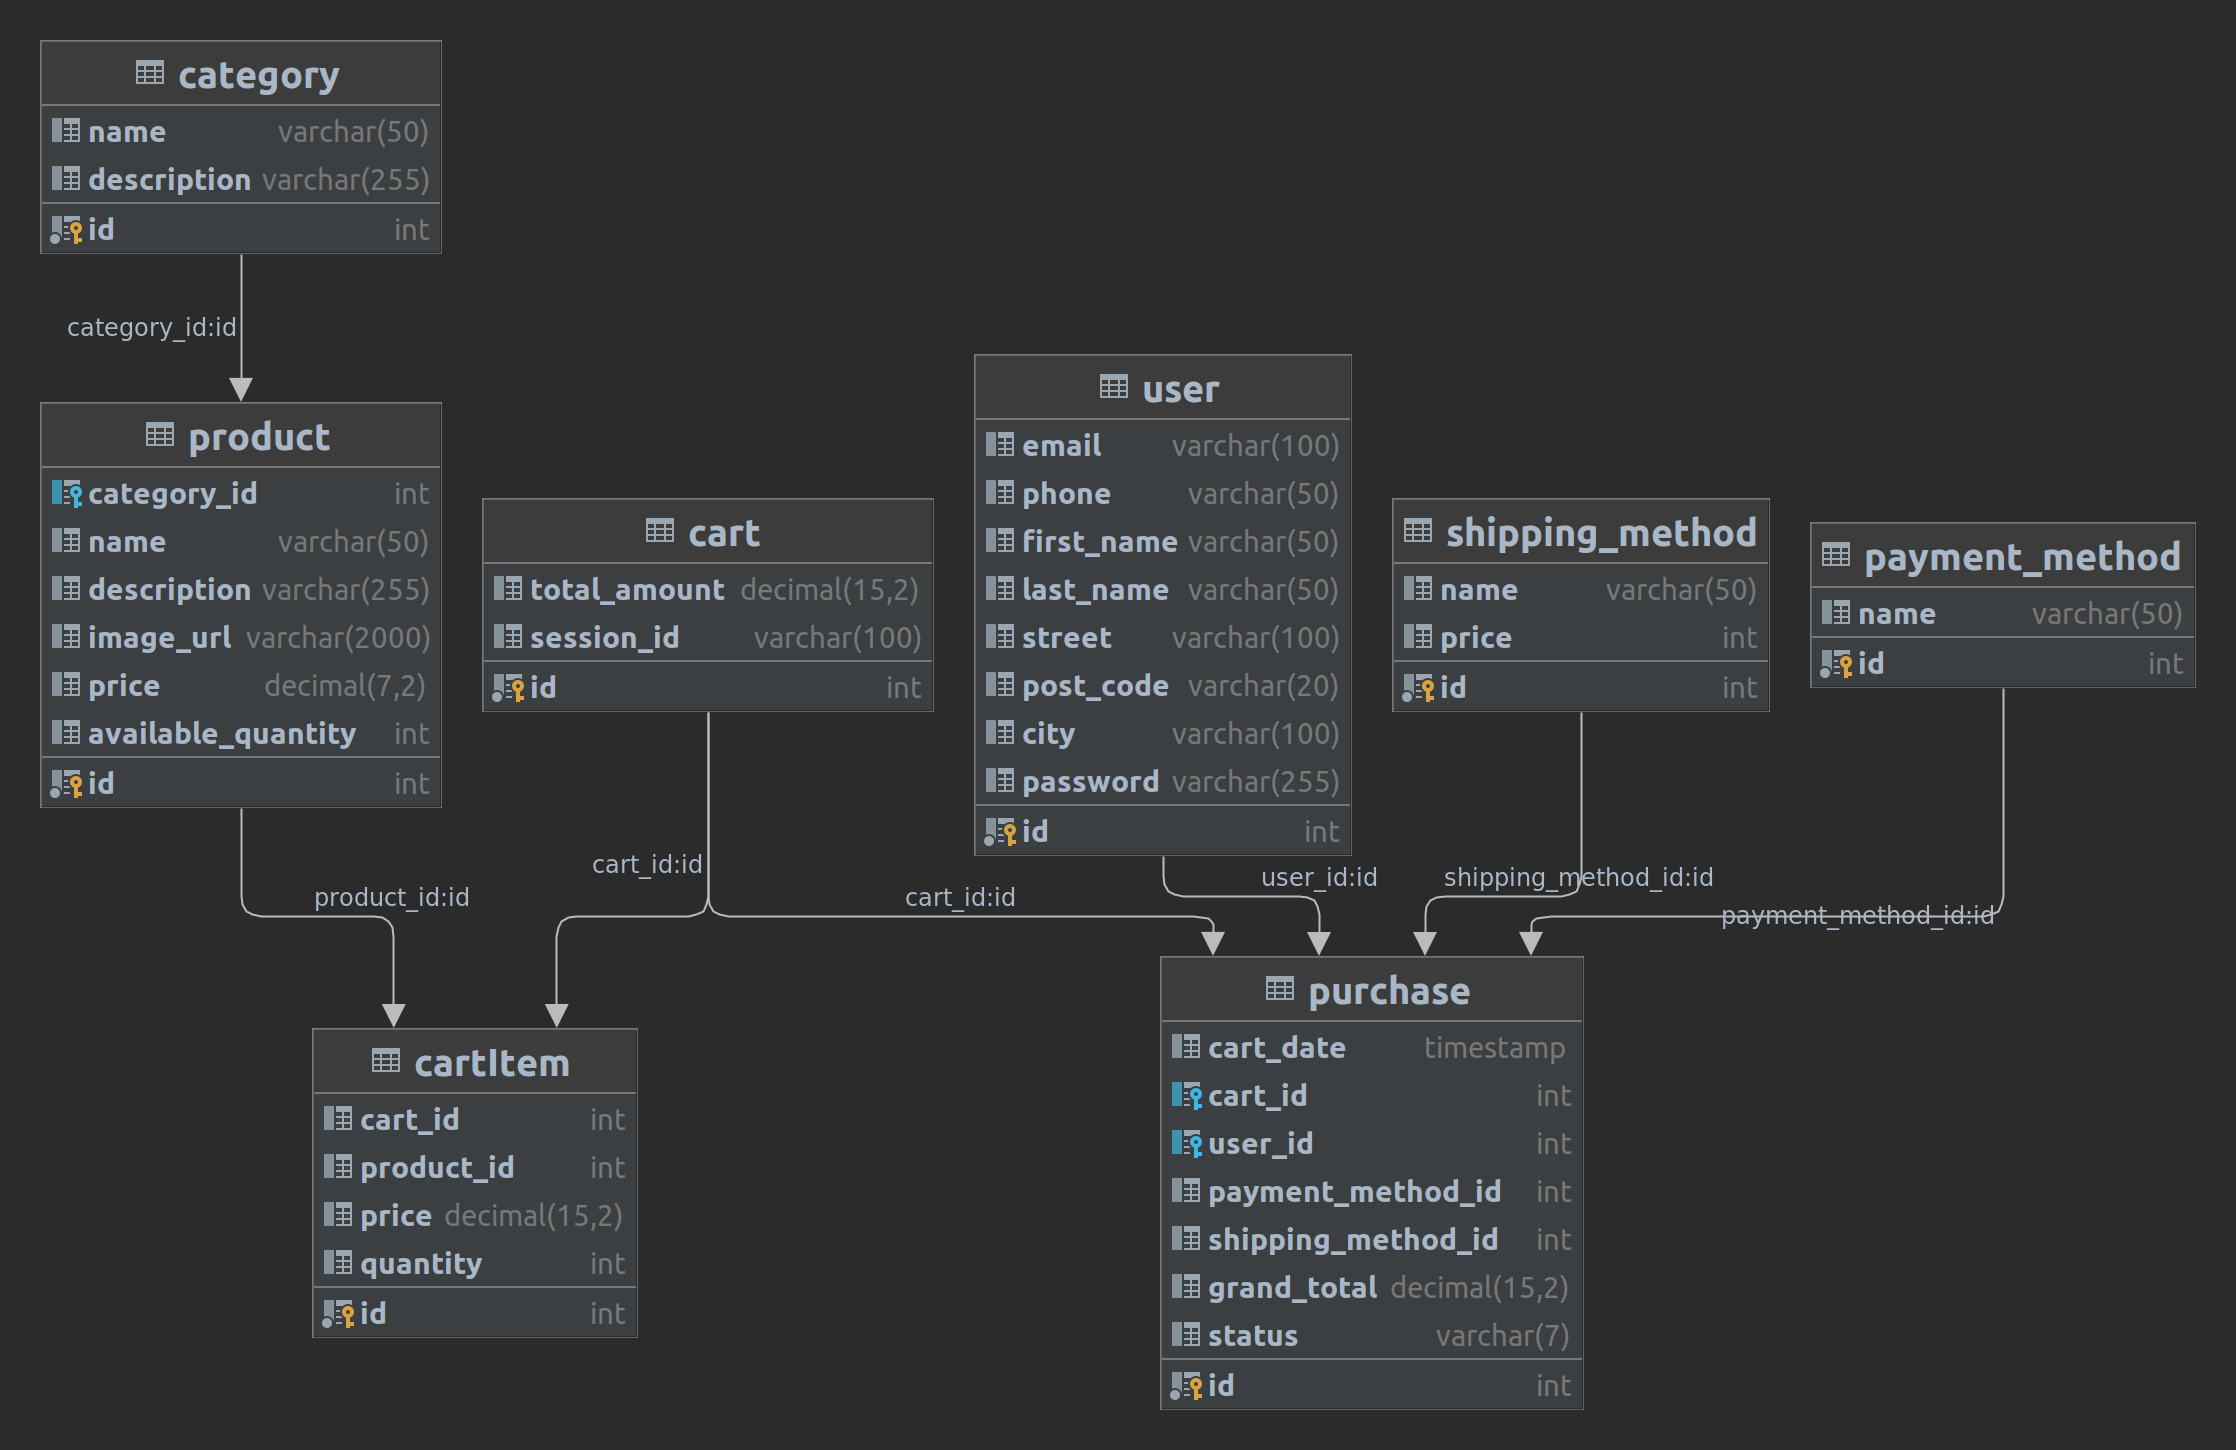 category
name varchar(50)
description varchar(255)
id int
category_id:id
product
category_id int
name varchar(50)
description varchar(255)
image_url varchar(2000)
price decimal(7,2)
available_quantity int
id int
cart
total_amount decimal(15,2)
session_id varchar(100)
id int
user
email varchar(100)
phone varchar(50)
first_name varchar(50)
last_name varchar(50)
street varchar(100)
post_code varchar(20)
city varchar(100)
password varchar(255)
id int
shipping_method
name varchar(50)
price int
id int
payment_method
name varchar(50)
id int
product_id:id
cart_id:id
cart_id:id
user_id:id
shipping_method_id:id
payment_method_id:id
cartItem
cart_id int
product_id int
price decimal(15,2)
quantity int
id int
purchase
cart_date timestamp
cart_id int
user_id int
payment_method_id int
shipping_method_id int
grand_total decimal(15,2)
status varchar(7)
id int